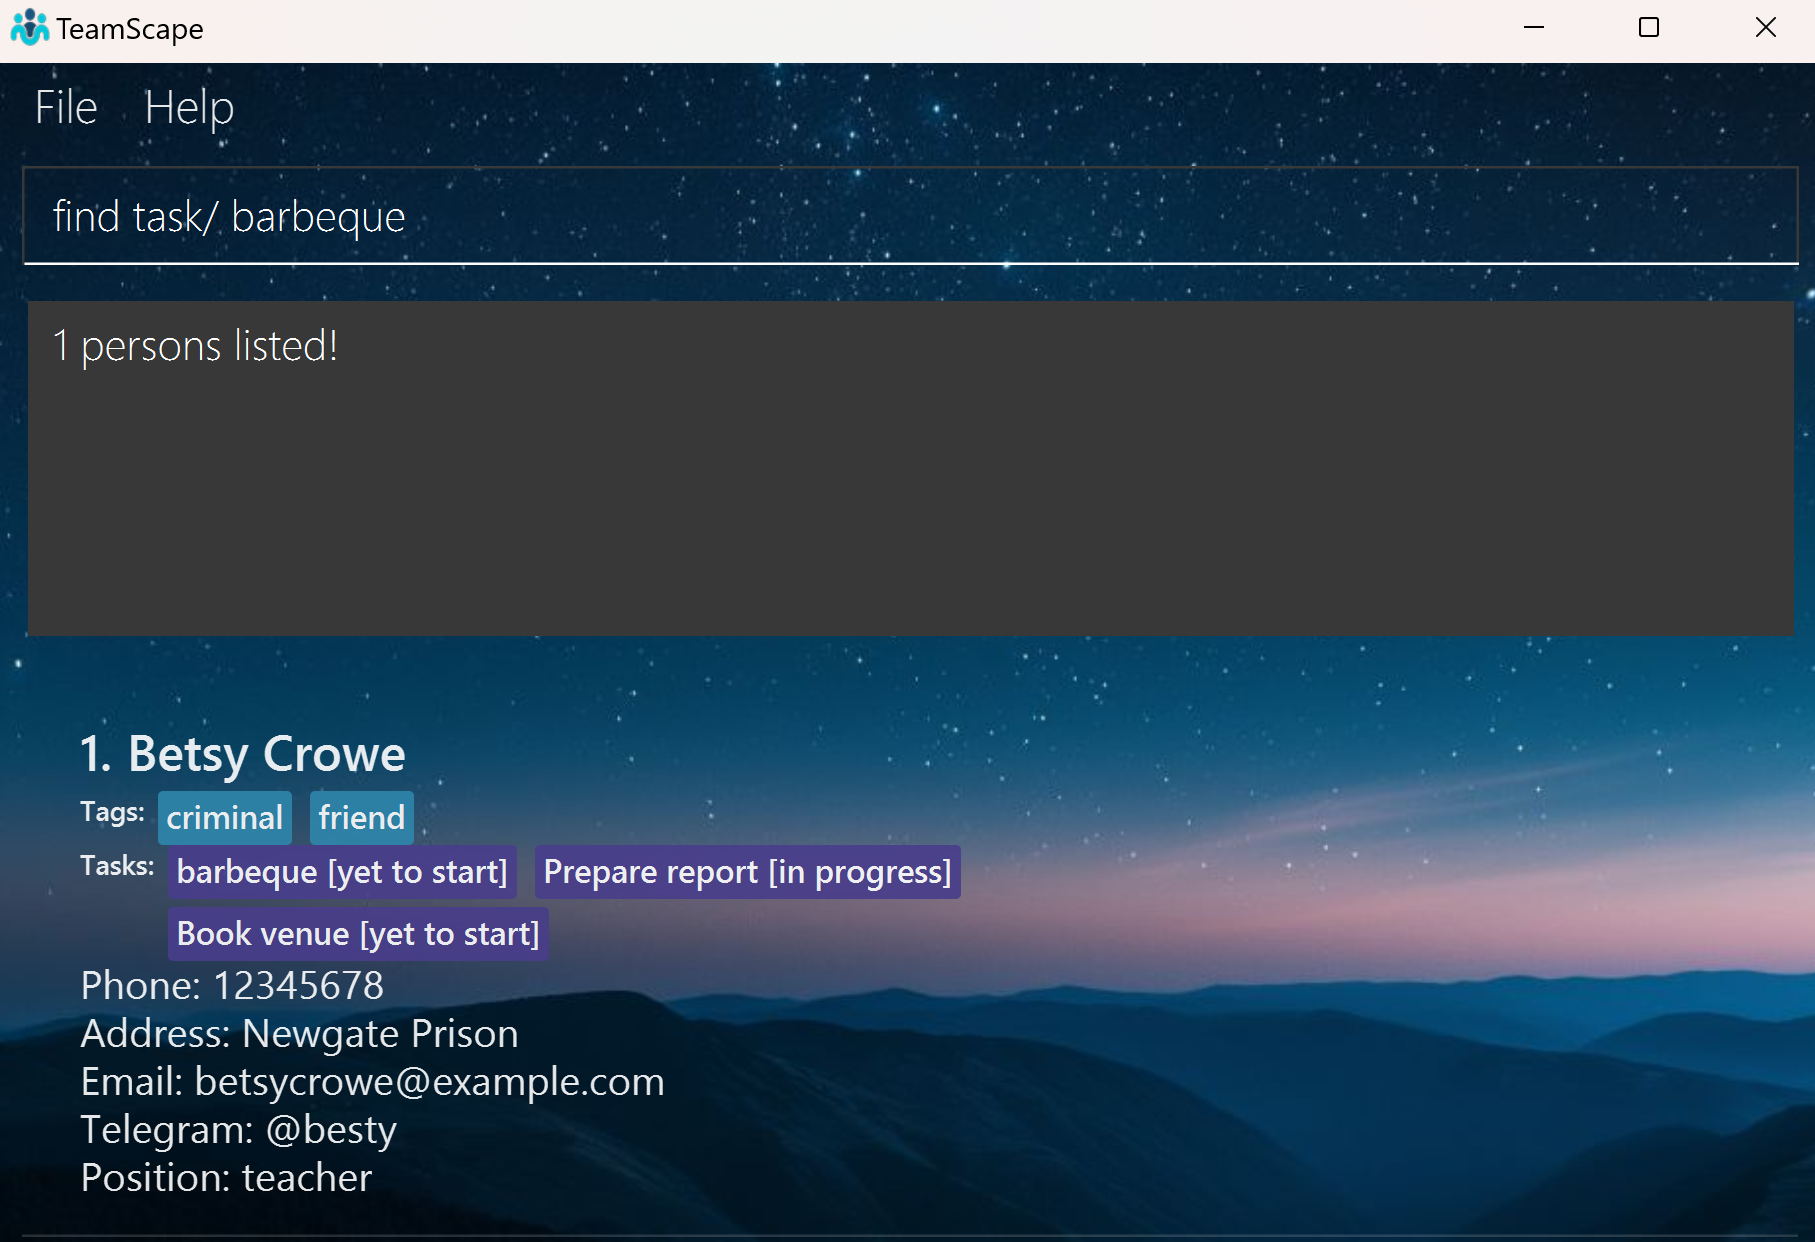 TeamScape
File Help
find task/ barbeque
1 persons listed!
1. Betsy Crowe
Tags: criminal friend
Tasks: barbeque [yet to start] Prepare report [in progress]
Book venue [yet to start]
Phone: 12345678
Address: Newgate Prison
Email: betsycrowe@example.com
Telegram: @besty
Position: teacher